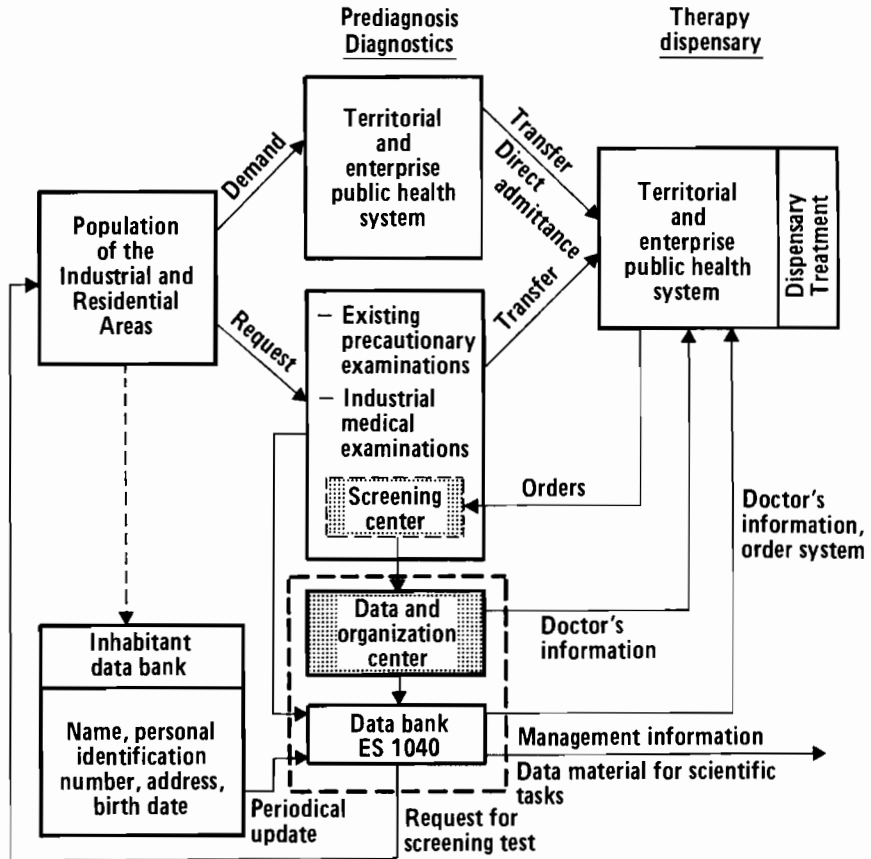 Prediagnosis
Diagnostics
Therapy
dispensary
Territorial
and
enterprise
public health
system
Demand
Transfer
Direct
admittance
Population
of the
Industrial and
Residential
Areas
Territorial
and
enterprise
public health
system
Dispensary
Treatment
Request
– Existing
precautionary
examinations
– Industrial
medical
examinations
Transfer
Screening
center
Orders
Doctor's
information,
order system
Data and
organization
center
Doctor's
information
Inhabitant
data bank
Name, personal
identification
number, address,
birth date
Data bank
ES 1040
Management information
Data material for scientific
tasks
Periodical
update
Request for
screening test